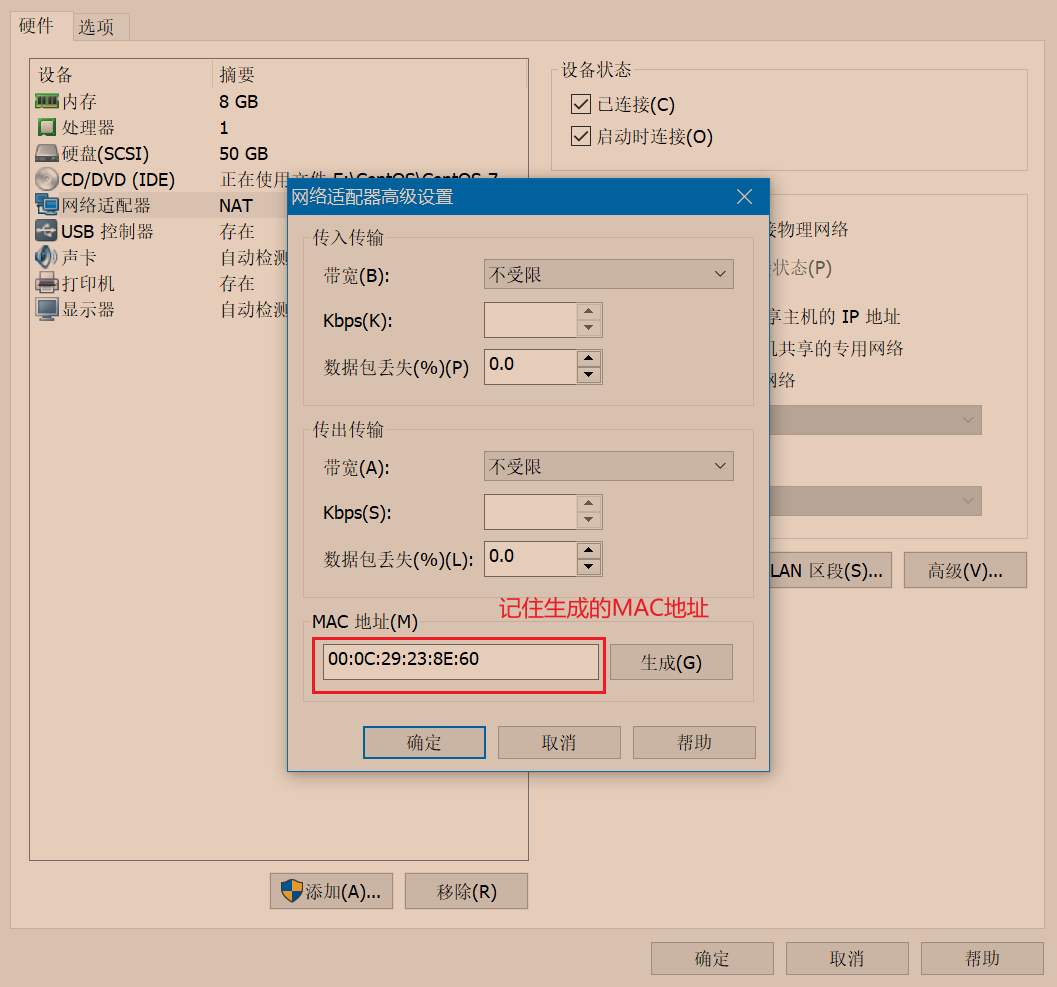 硬件 选项
设备 摘要
内存 8 GB
处理器 1
硬盘(SCSI) 50 GB
CD/DVD (IDE) 正在使用文件 E:\CentOS\CentOS-7
网络适配器 NAT
USB 控制器 存在
声卡 自动检测
打印机 存在
显示器 自动检测
添加(A)... 移除(R)
设备状态
已连接(C)
启动时连接(O)
接物理网络
状态(P)
享主机的 IP 地址
机共享的专用网络
网络
LAN 区段(S)... 高级(V)...
网络适配器高级设置
传入传输
带宽(B): 不受限
Kbps(K):
数据包丢失(%)(P) 0.0
传出传输
带宽(A): 不受限
Kbps(S):
数据包丢失(%)(L): 0.0
记住生成的MAC地址
MAC 地址(M)
00:0C:29:23:8E:60 生成(G)
确定 取消 帮助
确定 取消 帮助